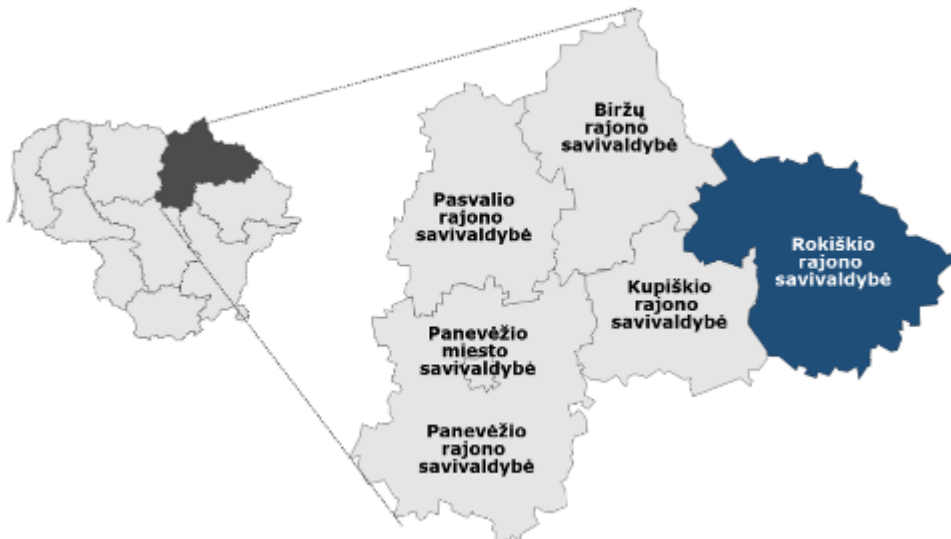 Biržų
rajono
savivaldybė
Pasvalio
rajono
savivaldybė
Rokiškio
rajono
savivaldybė
Kupiškio
rajono
savivaldybė
Panevėžio
miesto
savivaldybė
Panevėžio
rajono
savivaldybė